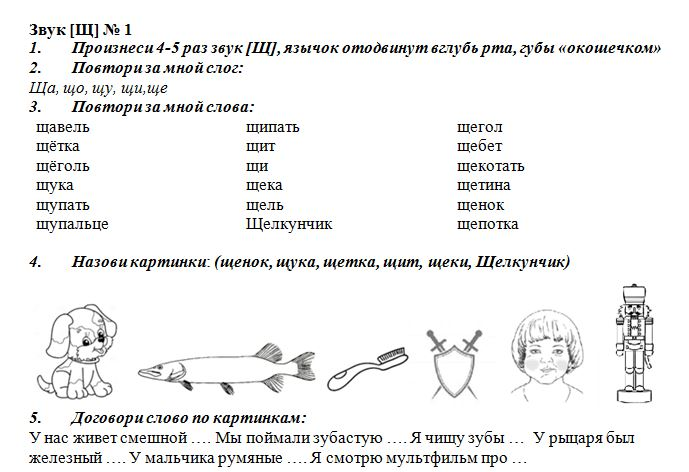 Звук [Щ] № 1
1. Произнеси 4-5 раз звук [Щ], язычок отодвинут вглубь рта, губы «окошечком»
2. Повтори за мной слог:
Ща, що, щу, щи,ще
3. Повтори за мной слова:
щавель щипать щегол
щётка щит щебет
щёголь щи щекотать
щука щека щетина
щупать щель щенок
щупальце Щелкунчик щепотка
4. Назови картинки: (щенок, щука, щетка, щит, щеки, Щелкунчик)
5. Договори слово по картинкам:
У нас живет смешной …. Мы поймали зубастую …. Я чищу зубы … У рыцаря был
железный …. У мальчика румяные …. Я смотрю мультфильм про …